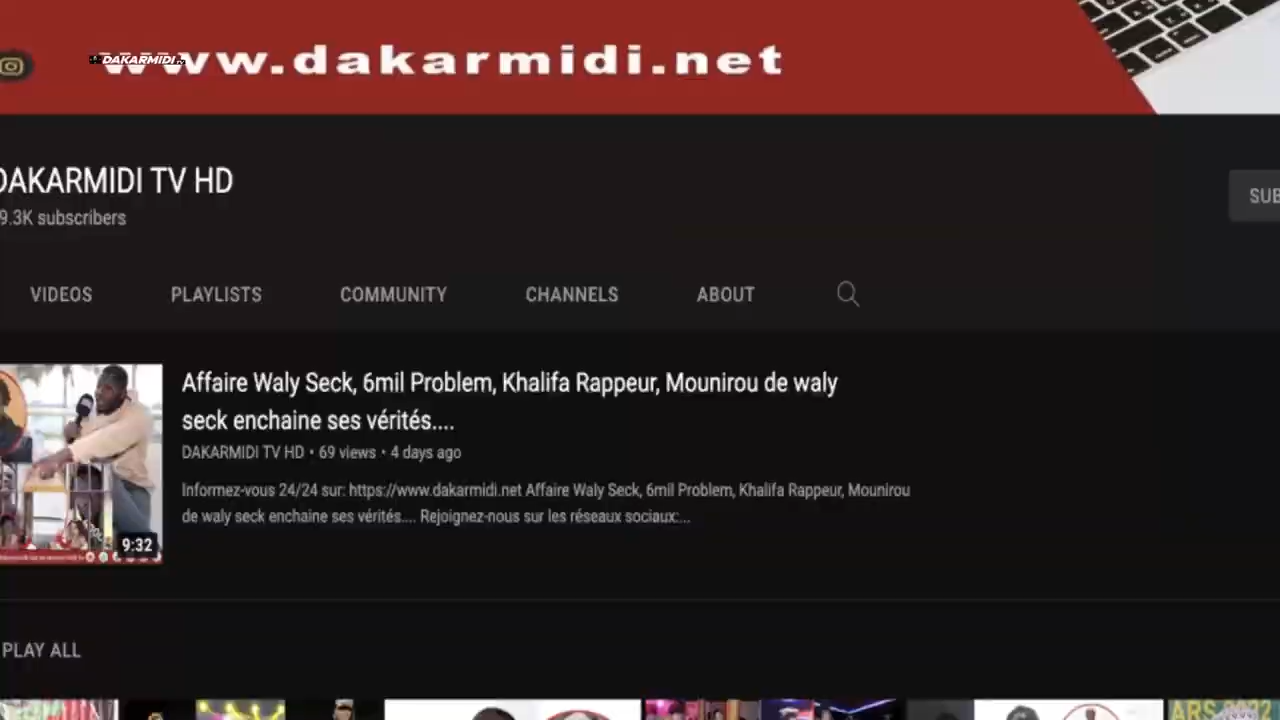 www.dakarmidi.net
DAKARMIDI
DAKARMIDI TV HD
9.3K subscribers
SUB
VIDEOS PLAYLISTS COMMUNITY CHANNELS ABOUT
Affaire Waly Seck, 6mil Problem, Khalifa Rappeur, Mounirou de waly
seck enchaine ses vérités....
DAKARMIDI TV HD • 69 views • 4 days ago
Informez-vous 24/24 sur: https://www.dakarmidi.net Affaire Waly Seck, 6mil Problem, Khalifa Rappeur, Mounirou
de waly seck enchaine ses vérités.... Rejoignez-nous sur les réseaux sociaux:...
9:32
PLAY ALL